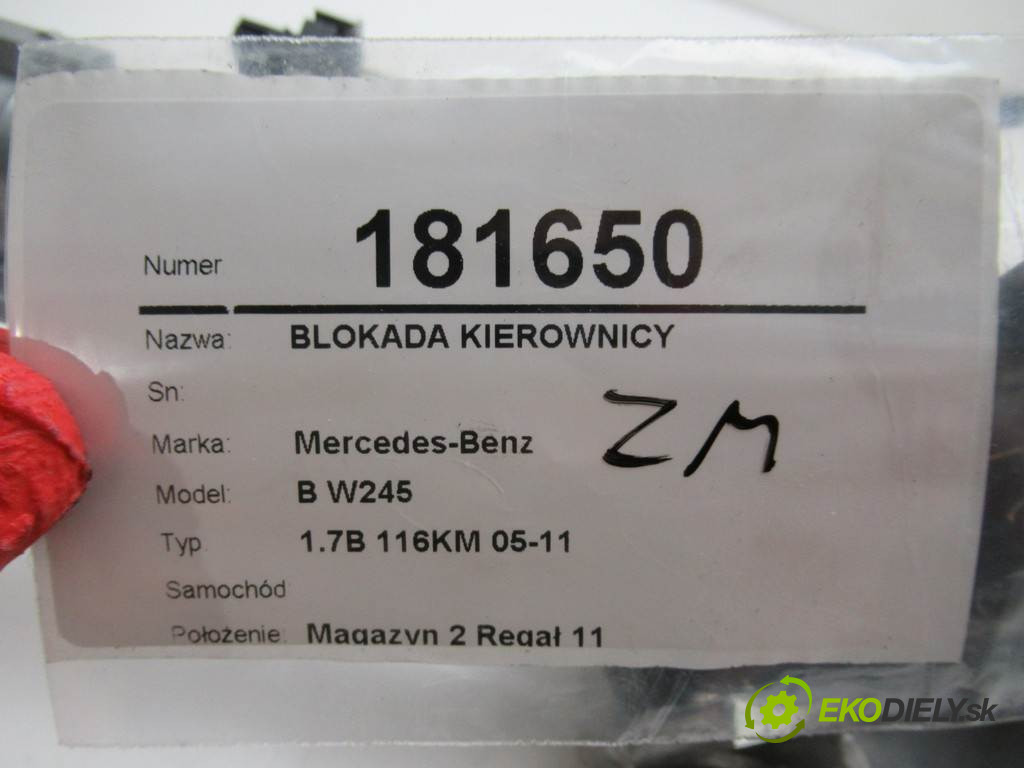 Numer 181650
Nazwa: BLOKADA KIEROWNICY
Sn:
ZM
Marka: Mercedes-Benz
Model: B W245
Typ 1.7B 116KM 05-11
Samochód
Położenie: Magazyn 2 Regał 11
EKODIELY.sk